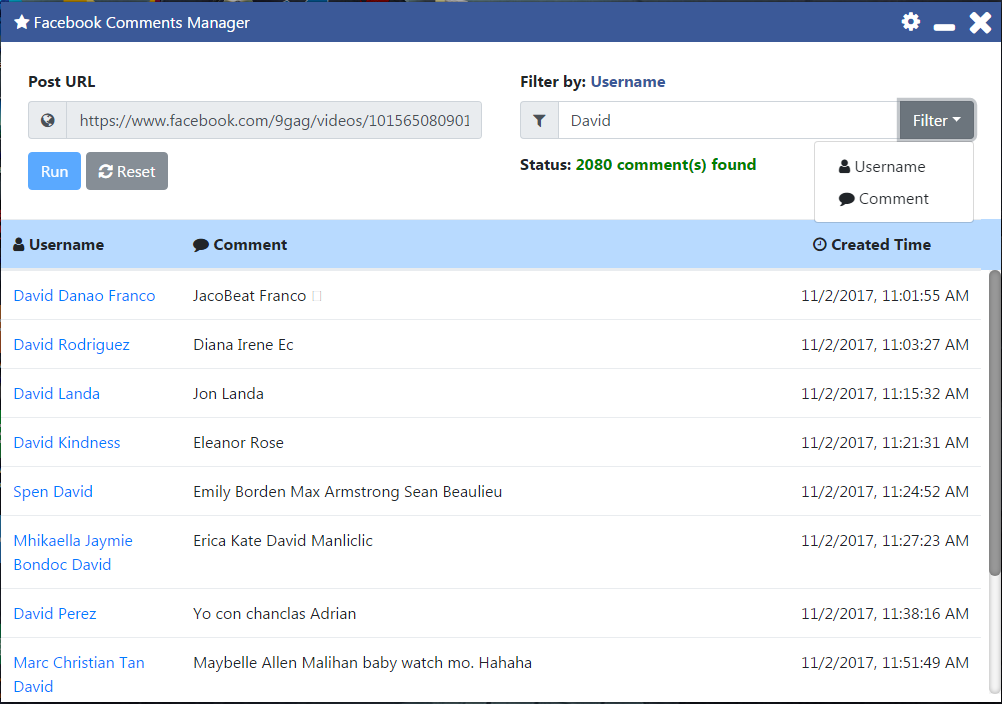 Facebook Comments Manager
Post URL
https://www.facebook.com/9gag/videos/101565080901
Run
Reset
Filter by: Username
David
Filter
Status: 2080 comment(s) found
Username
Comment
Username
Comment
Created Time
David Danao Franco
JacoBeat Franco
11/2/2017, 11:01:55 AM
David Rodriguez
Diana Irene Ec
11/2/2017, 11:03:27 AM
David Landa
Jon Landa
11/2/2017, 11:15:32 AM
David Kindness
Eleanor Rose
11/2/2017, 11:21:31 AM
Spen David
Emily Borden Max Armstrong Sean Beaulieu
11/2/2017, 11:24:52 AM
Mhikaella Jaymie
Bondoc David
Erica Kate David Manliclic
11/2/2017, 11:27:23 AM
David Perez
Yo con chanclas Adrian
11/2/2017, 11:38:16 AM
Marc Christian Tan
David
Maybelle Allen Malihan baby watch mo. Hahaha
11/2/2017, 11:51:49 AM